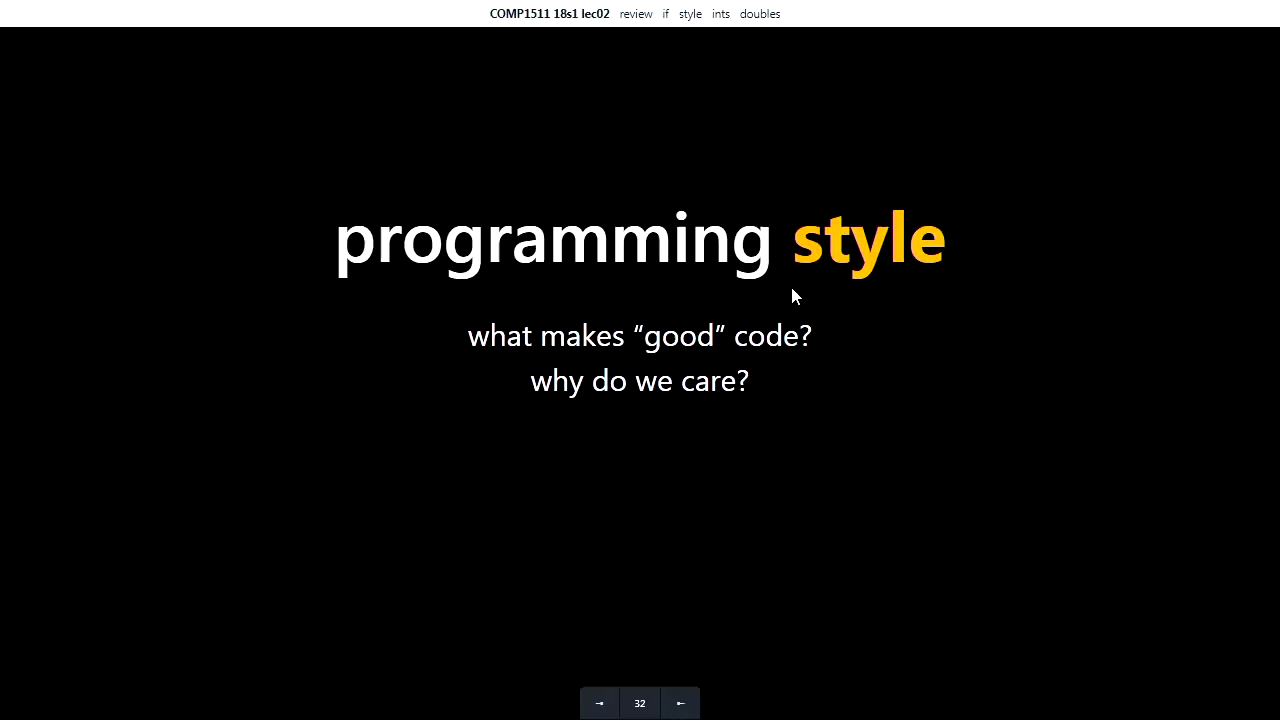 COMP1511 18s1 lec02 review if style ints doubles
programming style
what makes “good” code?
why do we care?
→ 32 ←